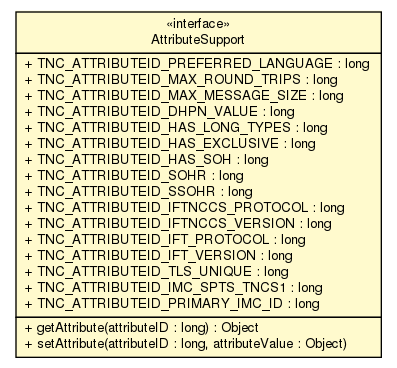 «interface»
AttributeSupport
+ TNC_ATTRIBUTEID_PREFERRED_LANGUAGE : long
+ TNC_ATTRIBUTEID_MAX_ROUND_TRIPS : long
+ TNC_ATTRIBUTEID_MAX_MESSAGE_SIZE : long
+ TNC_ATTRIBUTEID_DHPN_VALUE : long
+ TNC_ATTRIBUTEID_HAS_LONG_TYPES : long
+ TNC_ATTRIBUTEID_HAS_EXCLUSIVE : long
+ TNC_ATTRIBUTEID_HAS_SOH : long
+ TNC_ATTRIBUTEID_SOHR : long
+ TNC_ATTRIBUTEID_SSOHR : long
+ TNC_ATTRIBUTEID_IFTNCCS_PROTOCOL : long
+ TNC_ATTRIBUTEID_IFTNCCS_VERSION : long
+ TNC_ATTRIBUTEID_IFT_PROTOCOL : long
+ TNC_ATTRIBUTEID_IFT_VERSION : long
+ TNC_ATTRIBUTEID_TLS_UNIQUE : long
+ TNC_ATTRIBUTEID_IMC_SPTS_TNCS1 : long
+ TNC_ATTRIBUTEID_PRIMARY_IMC_ID : long
+ getAttribute(attributeID : long) : Object
+ setAttribute(attributeID : long, attributeValue : Object)